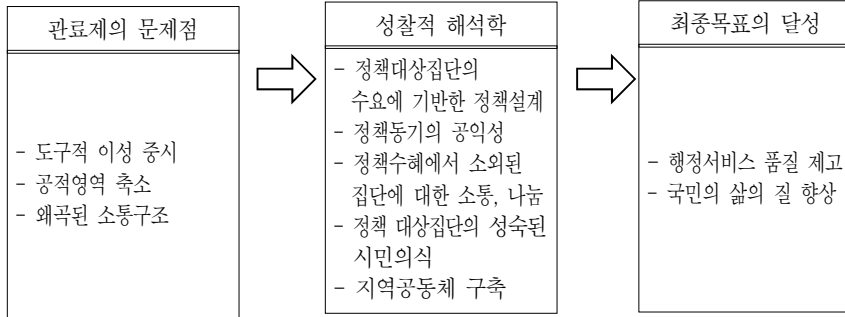 관료제의 문제점
- 도구적 이성 중시
- 공적영역 축소
- 왜곡된 소통구조
성찰적 해석학
- 정책대상집단의
수요에 기반한 정책설계
- 정책동기의 공익성
- 정책수혜에서 소외된
집단에 대한 소통, 나눔
- 정책 대상집단의 성숙된
시민의식
- 지역공동체 구축
최종목표의 달성
- 행정서비스 품질 제고
- 국민의 삶의 질 향상